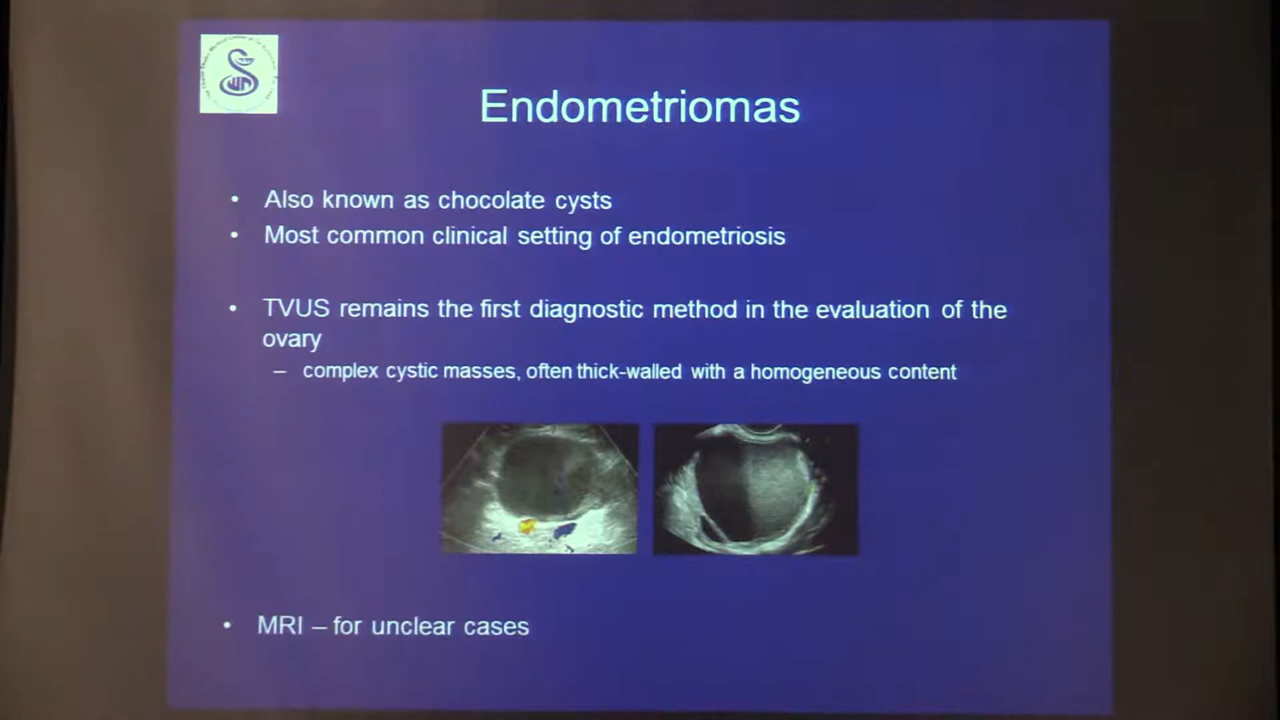 Endometriomas
• Also known as chocolate cysts
• Most common clinical setting of endometriosis
• TVUS remains the first diagnostic method in the evaluation of the
ovary
– complex cystic masses, often thick-walled with a homogeneous content
• MRI – for unclear cases